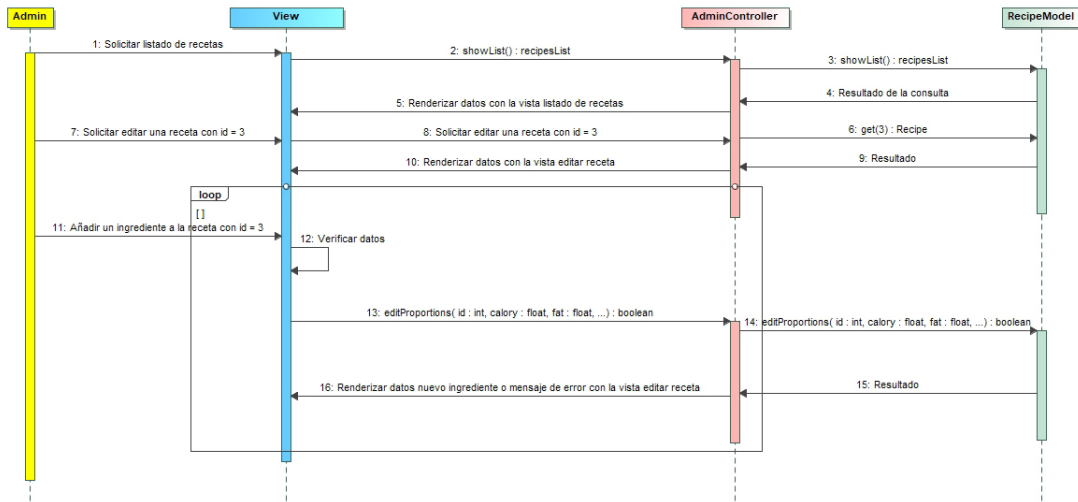 Admin
View
AdminController
RecipeModel
1: Solicitar listado de recetas
2: showList() : recipesList
3: showList() : recipesList
4: Resultado de la consulta
5: Renderizar datos con la vista listado de recetas
7: Solicitar editar una receta con id = 3
8: Solicitar editar una receta con id = 3
6: get(3) : Recipe
9: Resultado
10: Renderizar datos con la vista editar receta
loop
[ ]
11: Añadir un ingrediente a la receta con id = 3
12: Verificar datos
13: editProportions( id : int, calory : float, fat : float, ...) : boolean
14: editProportions( id : int, calory : float, fat : float, ...) : boolean
15: Resultado
16: Renderizar datos nuevo ingrediente o mensaje de error con la vista editar receta